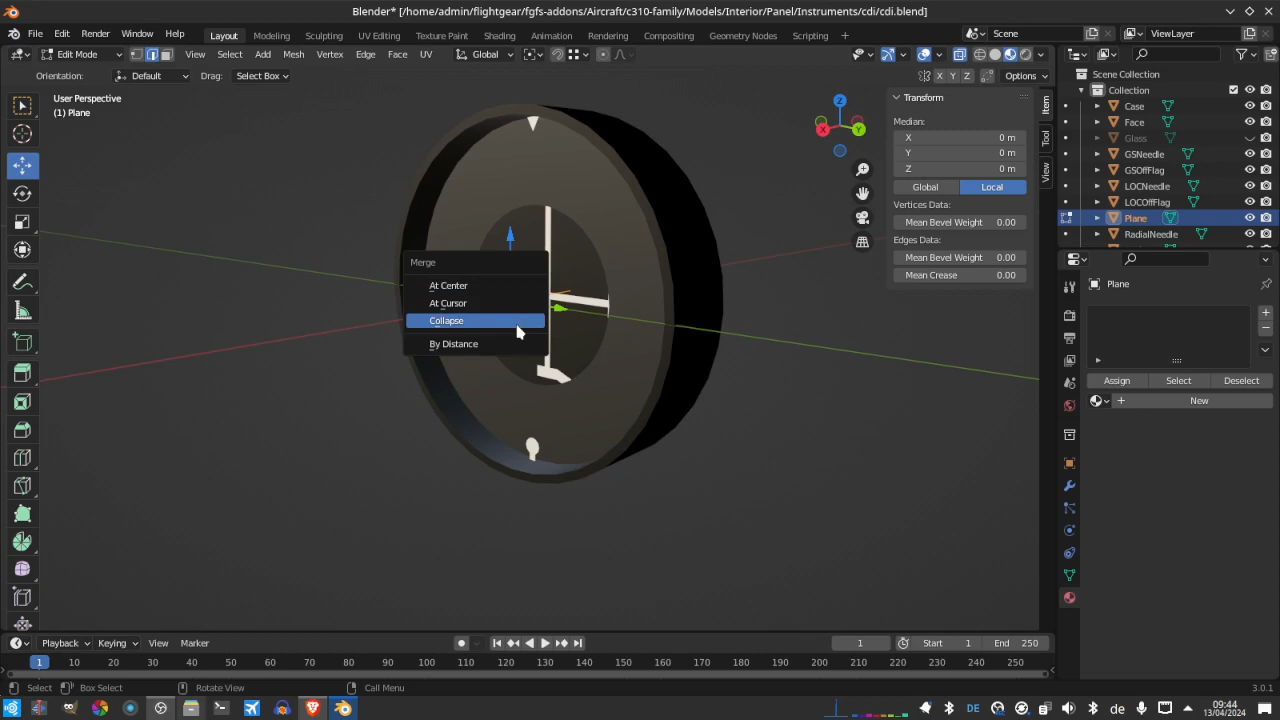 Blender* [/home/admin/flightgear/fgfs-addons/Aircraft/c310-family/Models/Interior/Panel/Instruments/cdi/cdi.blend]
File Edit Render Window Help Layout Modeling Sculpting UV Editing Texture Paint Shading Animation Rendering Compositing Geometry Nodes Scripting + Scene ViewLayer
Edit Mode View Select Add Mesh Vertex Edge Face UV Global
Orientation: Default Drag: Select Box X Y Z Options
User Perspective
(1) Plane
Z
X Y
Transform
Median:
X 0 m
Y 0 m
Z 0 m
Global Local
Vertices Data:
Mean Bevel Weight 0.00
Edges Data:
Mean Bevel Weight 0.00
Mean Crease 0.00
Item
Tool
View
Merge
At Center
At Cursor
Collapse
By Distance
Scene Collection
Collection
Case
Face
Glass
GSNeedle
GSOffFlag
LOCNeedle
LOCOffFlag
Plane
RadialNeedle
Plane
Assign Select Deselect
New
Playback Keying View Marker 1 Start 1 End 250
1 10 20 30 40 50 60 70 80 90 100 110 120 130 140 150 160 170 180 190 200 210 220 230 240 250
Select Box Select Rotate View Call Menu 3.0.1
DE de 09:44
13/04/2024